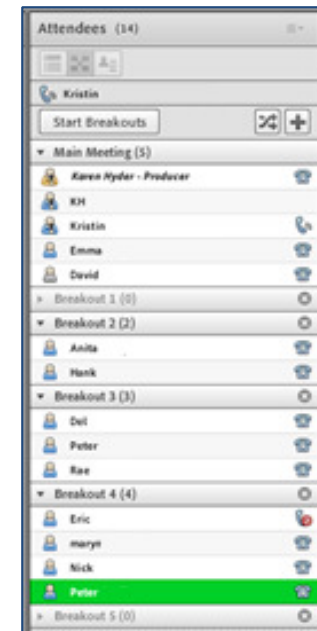 Attendees (14)
Kristin
Start Breakouts
Main Meeting (5)
Karen Hyder - Producer
KH
Kristin
Emma
David
Breakout 1 (0)
Breakout 2 (2)
Anita
Hank
Breakout 3 (3)
Del
Peter
Rae
Breakout 4 (4)
Eric
maryn
Nick
Peter
Breakout 5 (0)